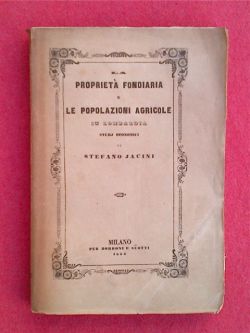 LA
PROPRIETÀ FONDIARIA
E
LE POPOLAZIONI AGRICOLE
IN LOMBARDIA
STUDJ ECONOMICI
DI
STEFANO JACINI
MILANO
PER BORRONI E SCOTTI